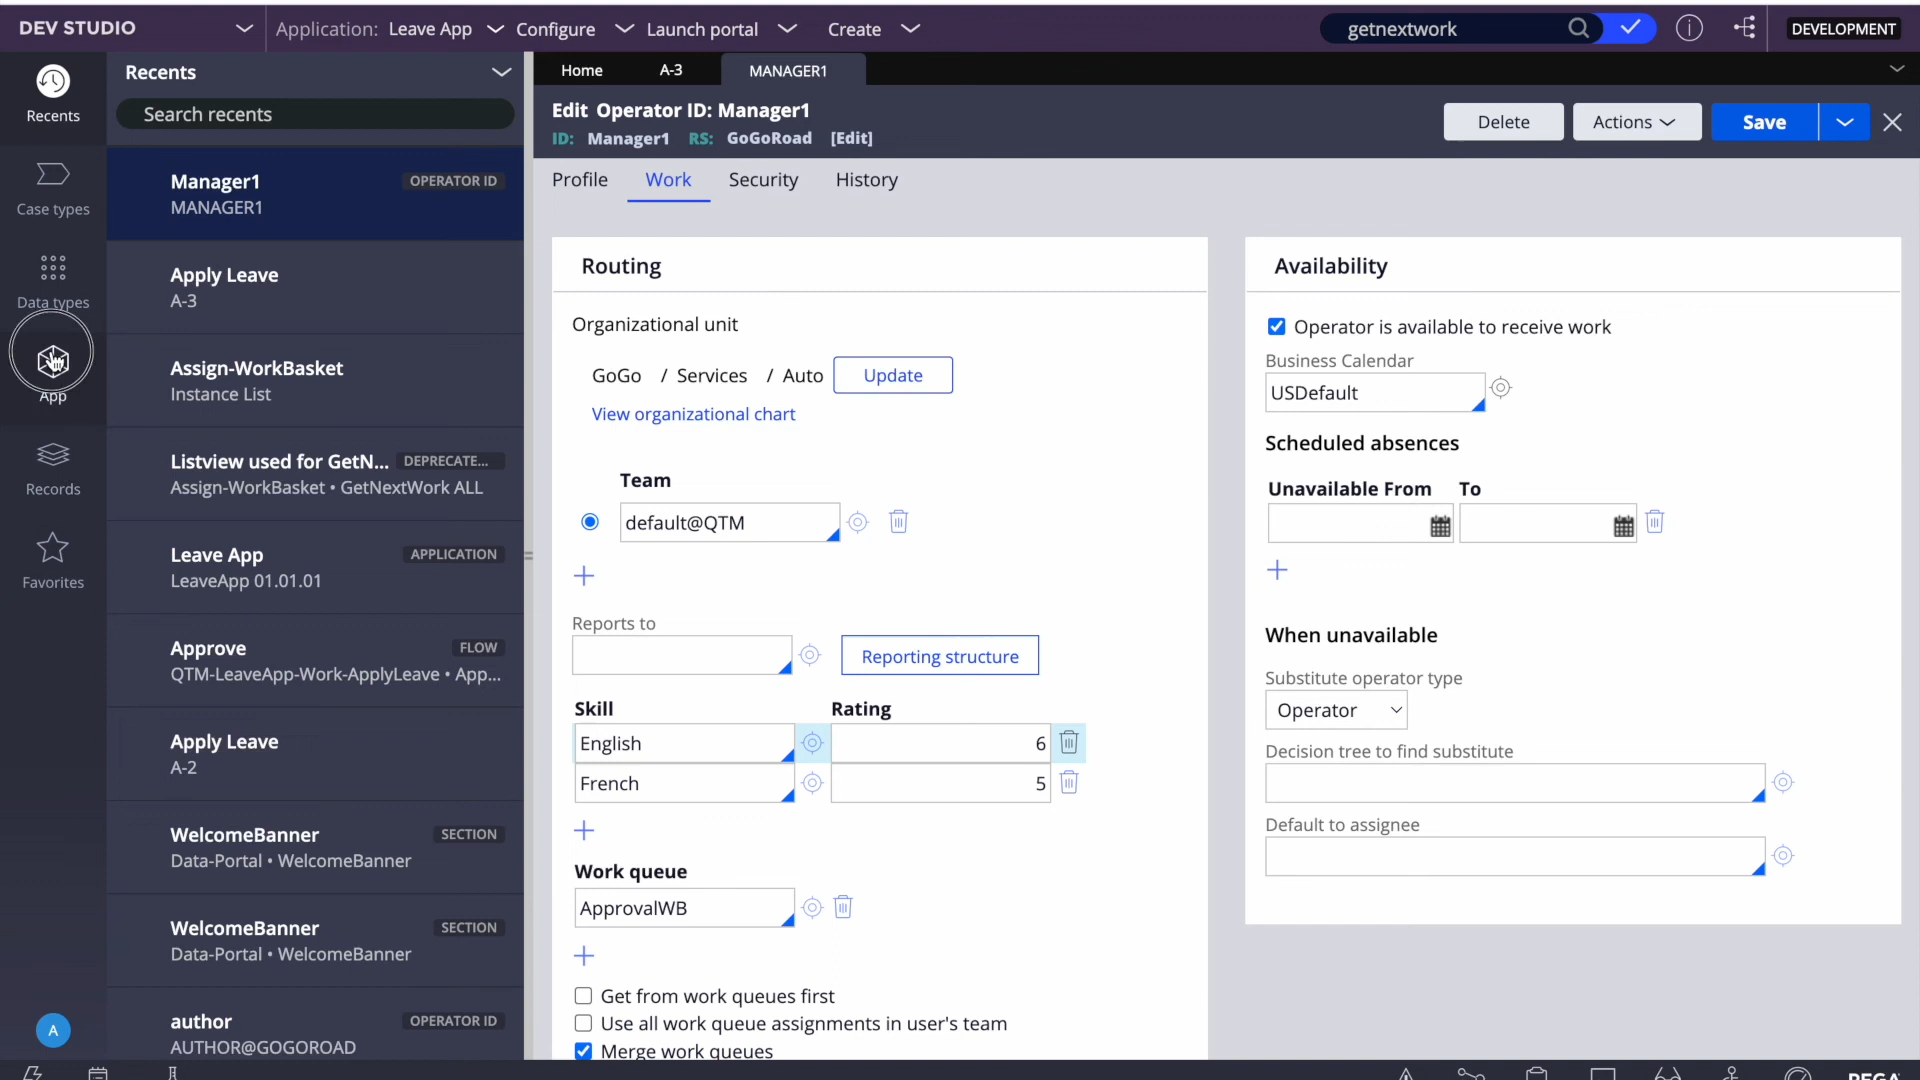 DEV STUDIO
Application: Leave App
Configure
Launch portal
Create
getnextwork
DEVELOPMENT
Recents
Case types
Data types
App
Records
Favorites
A
Recents
Search recents
Manager1 OPERATOR ID
MANAGER1
Apply Leave
A-3
Assign-WorkBasket
Instance List
Listview used for GetN... DEPRECATE...
Assign-WorkBasket • GetNextWork ALL
Leave App APPLICATION
LeaveApp 01.01.01
Approve FLOW
QTM-LeaveApp-Work-ApplyLeave • App...
Apply Leave
A-2
WelcomeBanner SECTION
Data-Portal • WelcomeBanner
WelcomeBanner SECTION
Data-Portal • WelcomeBanner
author OPERATOR ID
AUTHOR@GOGOROAD
Home A-3 MANAGER1
Edit Operator ID: Manager1
ID: Manager1 RS: GoGoRoad [Edit]
Delete
Actions
Save
Profile Work Security History
Routing
Organizational unit
GoGo / Services / Auto Update
View organizational chart
Team
default@QTM
Reports to
Reporting structure
Skill Rating
English 6
French 5
Work queue
ApprovalWB
Get from work queues first
Use all work queue assignments in user's team
Merge work queues
Availability
Operator is available to receive work
Business Calendar
USDefault
Scheduled absences
Unavailable From To
When unavailable
Substitute operator type
Operator
Decision tree to find substitute
Default to assignee
PEGA